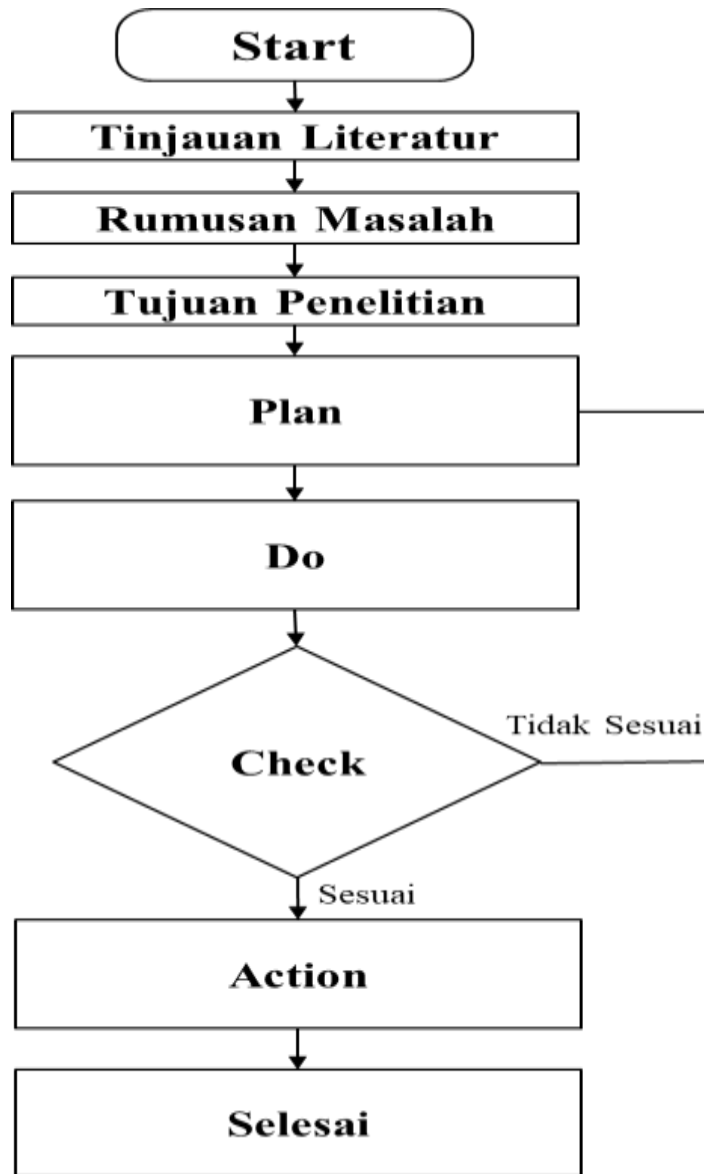 Start
Tinjauan Literatur
Rumusan Masalah
Tujuan Penelitian
Plan
Do
Tidak Sesuai
Check
Sesuai
Action
Selesai